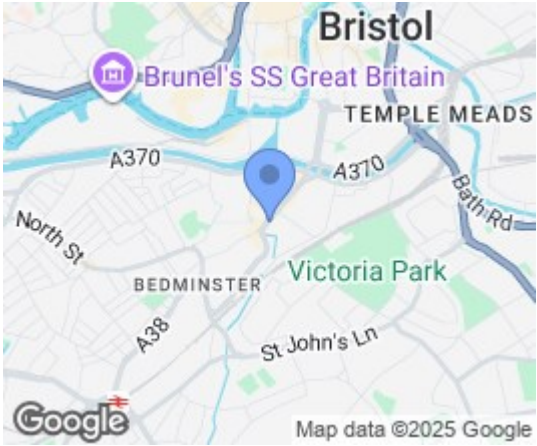 Bristol
Brunel's SS Great Britain
TEMPLE MEADS
A370
A370
Bath Rd
North St
Victoria Park
BEDMINSTER
A38
St John's Ln
Google
Map data ©2025 Google